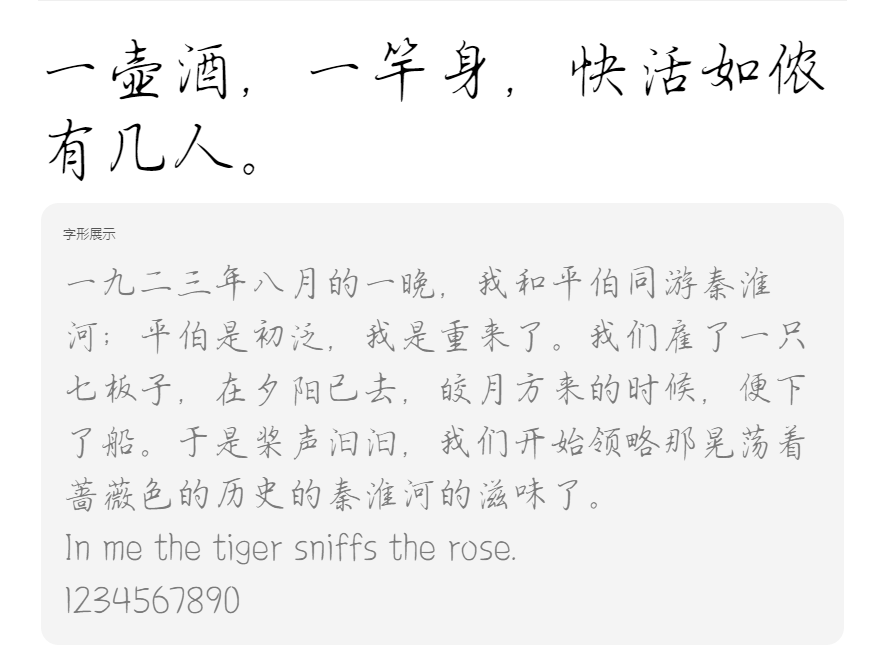 一壶酒，一竿身，快活如侬
有几人。
字形展示
一九二三年八月的一晚，我和平伯同游秦淮
河；平伯是初泛，我是重来了。我们雇了一只
七板子，在夕阳已去，皎月方来的时候，便下
了船。于是桨声汩汩，我们开始领略那晃荡着
蔷薇色的历史的秦淮河的滋味了。
In me the tiger sniffs the rose.
1234567890